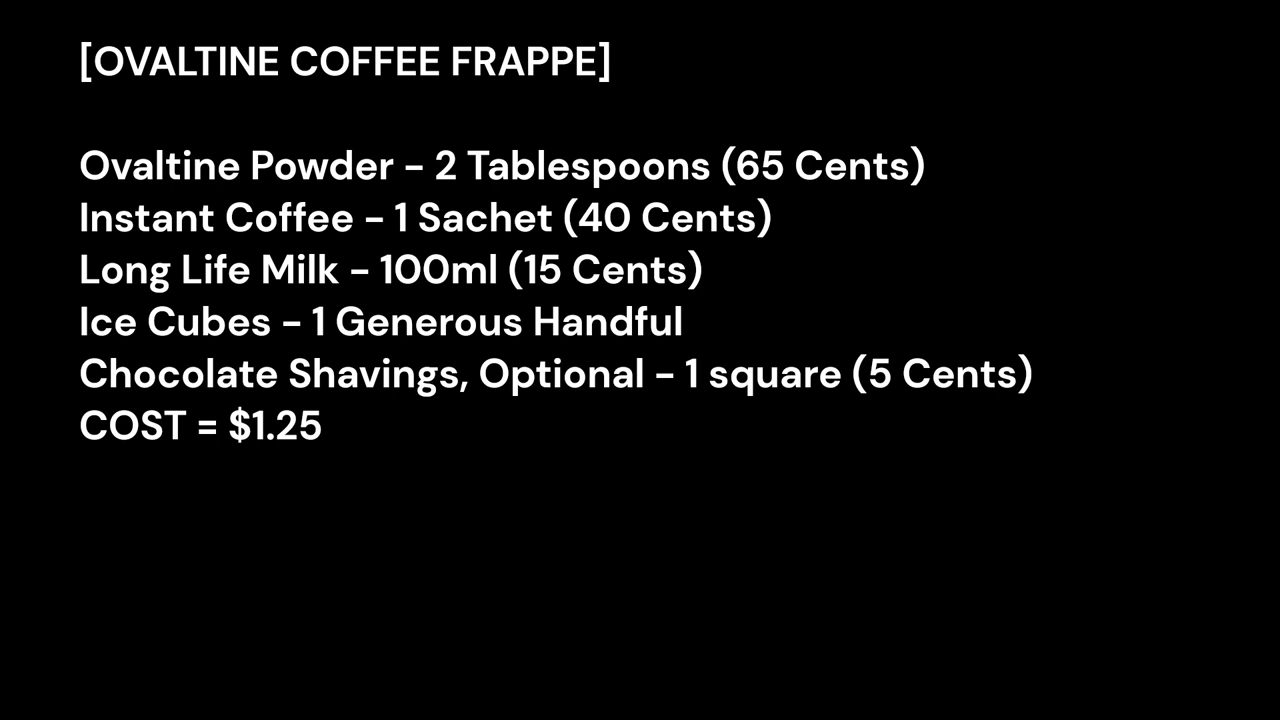 [OVALTINE COFFEE FRAPPE]
Ovaltine Powder – 2 Tablespoons (65 Cents)
Instant Coffee – 1 Sachet (40 Cents)
Long Life Milk – 100ml (15 Cents)
Ice Cubes – 1 Generous Handful
Chocolate Shavings, Optional – 1 square (5 Cents)
COST = $1.25